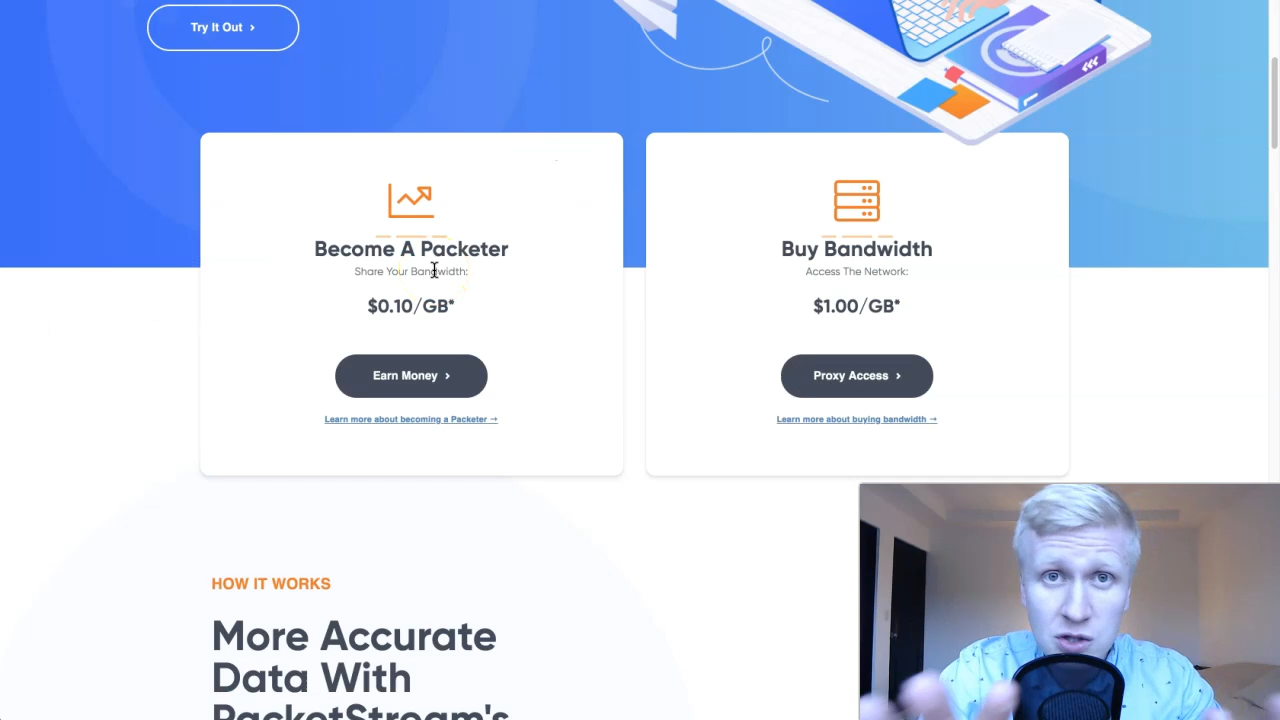 Try It Out ›
Become A Packeter
Share Your Bandwidth:
$0.10/GB*
Earn Money ›
Learn more about becoming a Packeter →
Buy Bandwidth
Access The Network:
$1.00/GB*
Proxy Access ›
Learn more about buying bandwidth →
HOW IT WORKS
More Accurate
Data With
PacketStream's